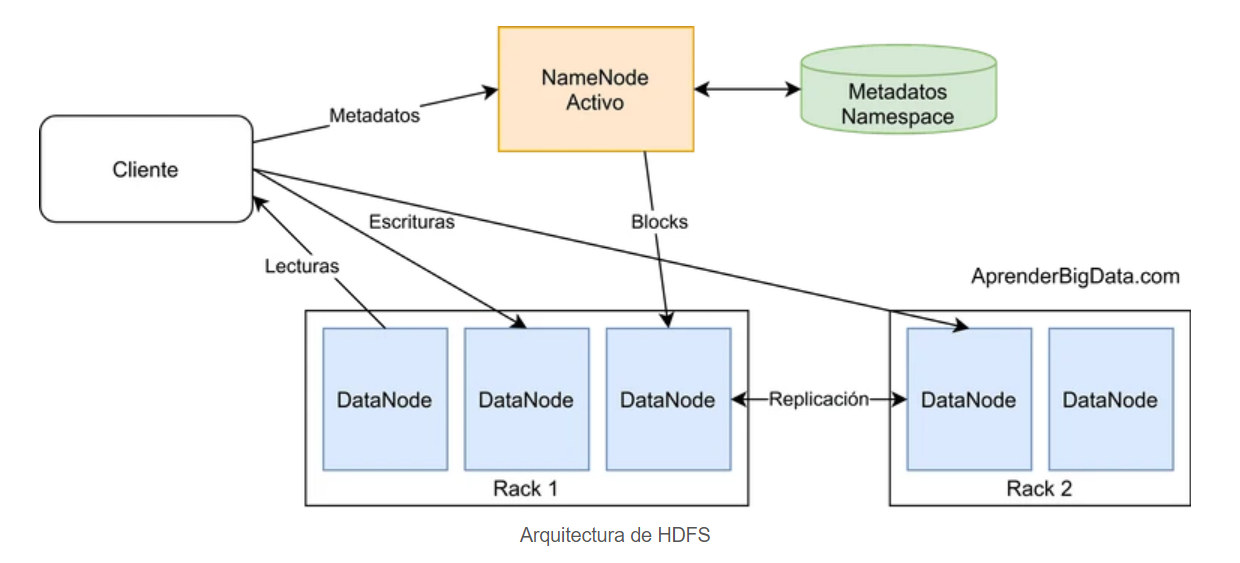 NameNode
Activo
Metadatos
Namespace
Metadatos
Cliente
Escrituras
Blocks
Lecturas
AprenderBigData.com
DataNode
DataNode
DataNode
Replicación
DataNode
DataNode
Rack 1
Rack 2
Arquitectura de HDFS